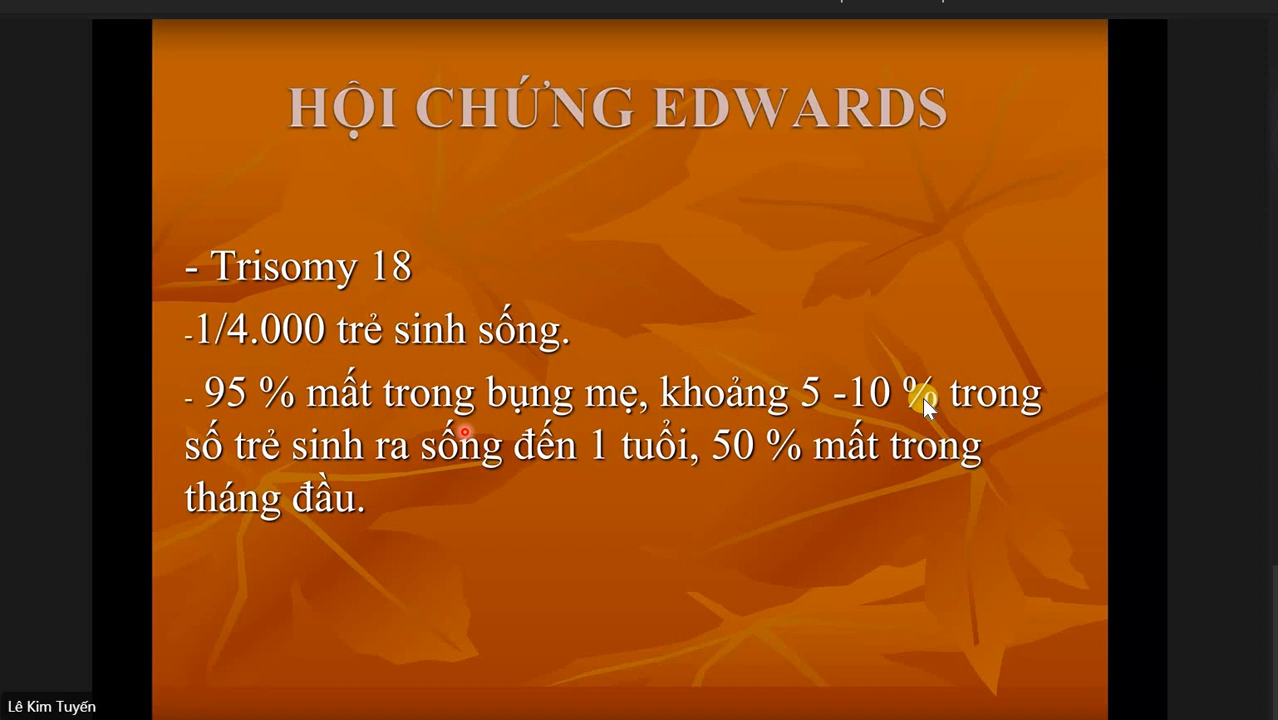 HỘI CHỨNG EDWARDS
- Trisomy 18
-1/4.000 trẻ sinh sống.
- 95 % mất trong bụng mẹ, khoảng 5 -10 % trong
số trẻ sinh ra sống đến 1 tuổi, 50 % mất trong
tháng đầu.
Lê Kim Tuyến